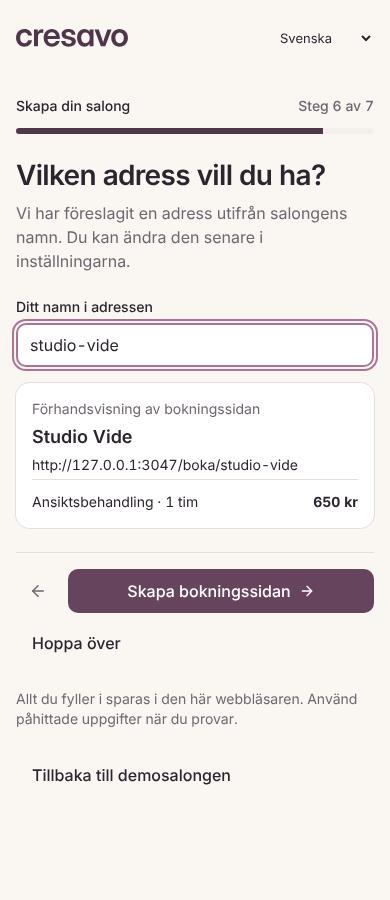 cresavo
Svenska
Skapa din salong
Steg 6 av 7
Vilken adress vill du ha?
Vi har föreslagit en adress utifrån salongens
namn. Du kan ändra den senare i
inställningarna.
Ditt namn i adressen
studio-vide
Förhandsvisning av bokningssidan
Studio Vide
http://127.0.0.1:3047/boka/studio-vide
Ansiktsbehandling · 1 tim
650 kr
← Skapa bokningssidan →
Hoppa över
Allt du fyller i sparas i den här webbläsaren. Använd
påhittade uppgifter när du provar.
Tillbaka till demosalongen